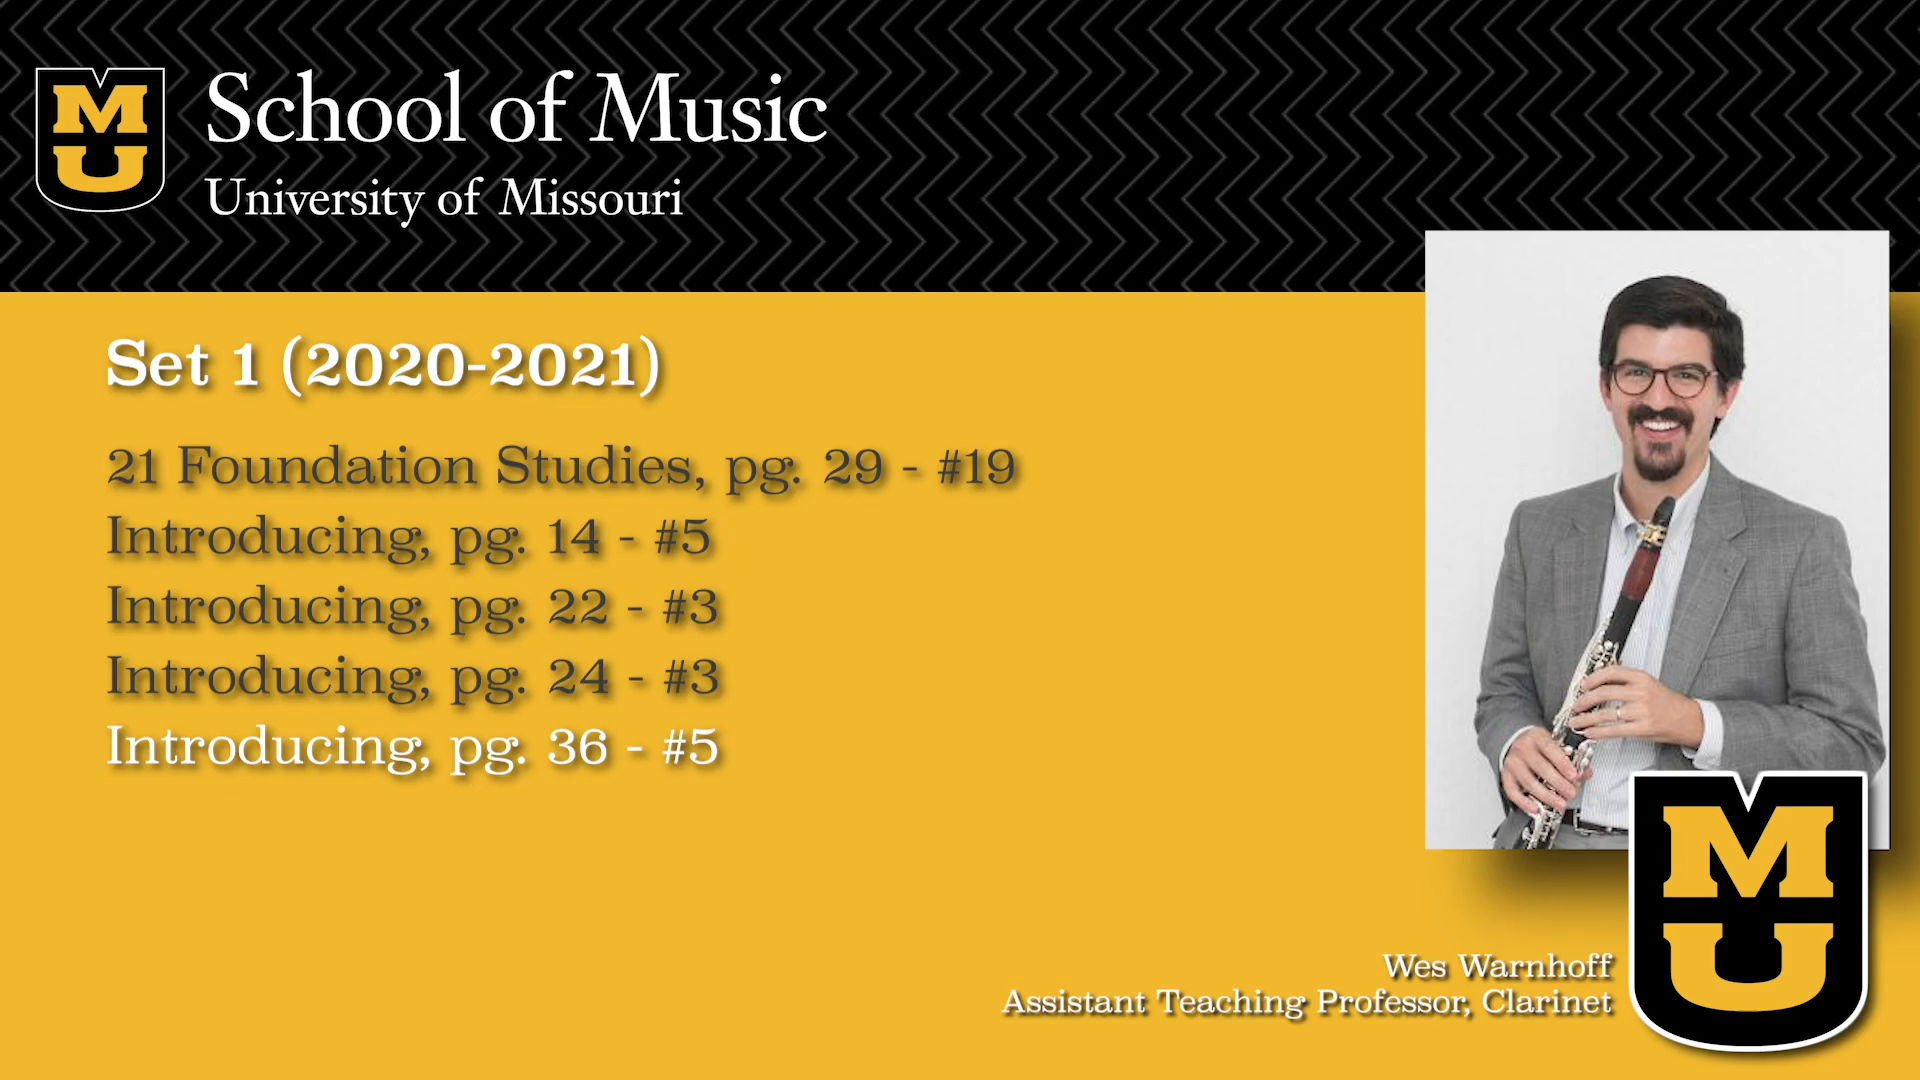 MU
School of Music
University of Missouri
Set 1 (2020-2021)
21 Foundation Studies, pg. 29 - #19
Introducing, pg. 14 - #5
Introducing, pg. 22 - #3
Introducing, pg. 24 - #3
Introducing, pg. 36 - #5
Wes Warnhoff
Assistant Teaching Professor, Clarinet
MU